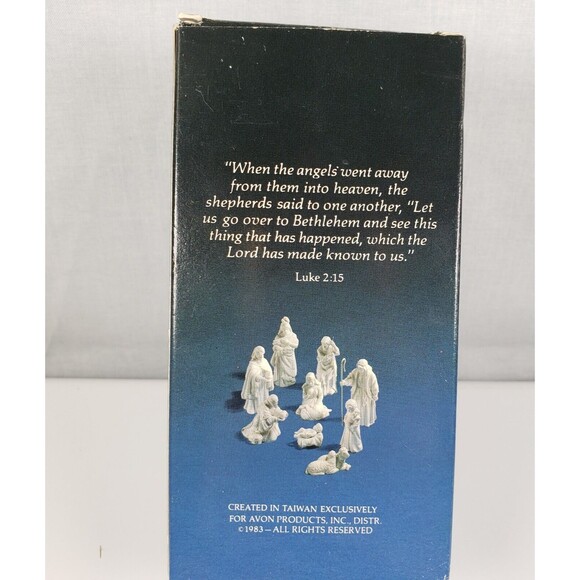 "When the angels went away
from them into heaven, the
shepherds said to one another, "Let
us go over to Bethlehem and see this
thing that has happened, which the
Lord has made known to us."
Luke 2:15
CREATED IN TAIWAN EXCLUSIVELY
FOR AVON PRODUCTS, INC., DISTR.
©1983—ALL RIGHTS RESERVED